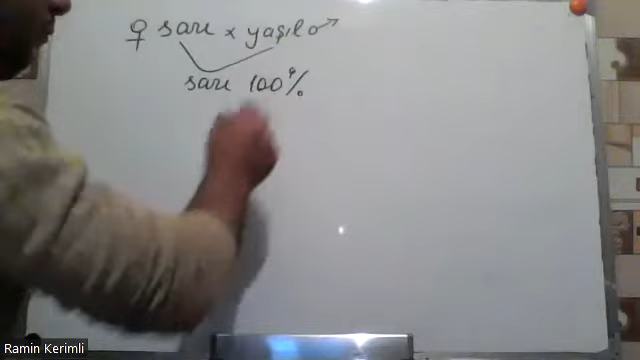 ♀ sarı x yaşıl ♂
sarı 100%
Ramin Kerimli